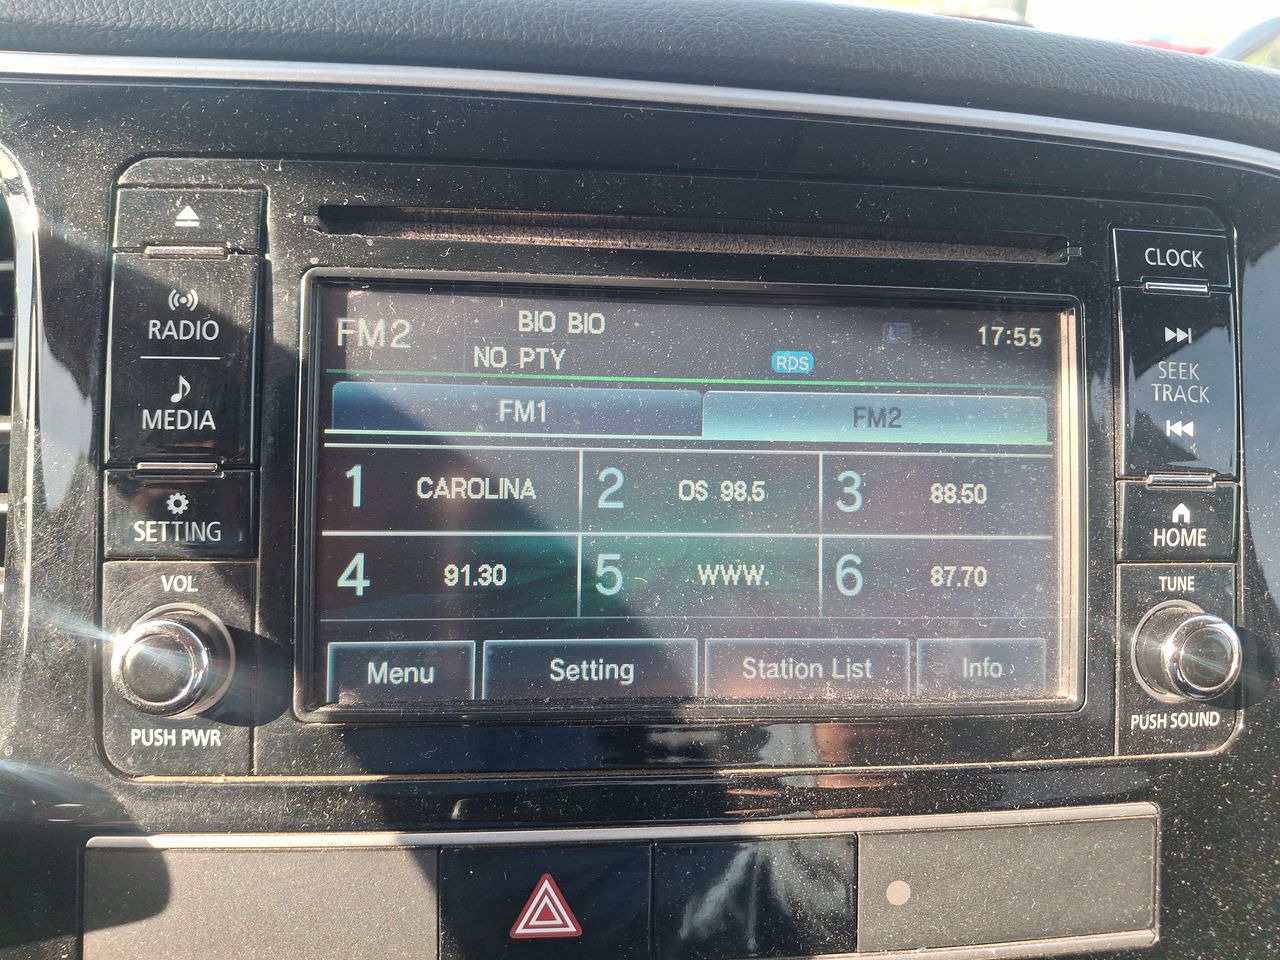 CLOCK
RADIO
MEDIA
SETTING
VOL
PUSH PWR
FM2 BIO BIO 17:55
NO PTY RDS
FM1 FM2
1 CAROLINA 2 OS 98.5 3 88.50
4 91.30 5 WWW. 6 87.70
Menu Setting Station List Info
SEEK
TRACK
HOME
TUNE
PUSH SOUND